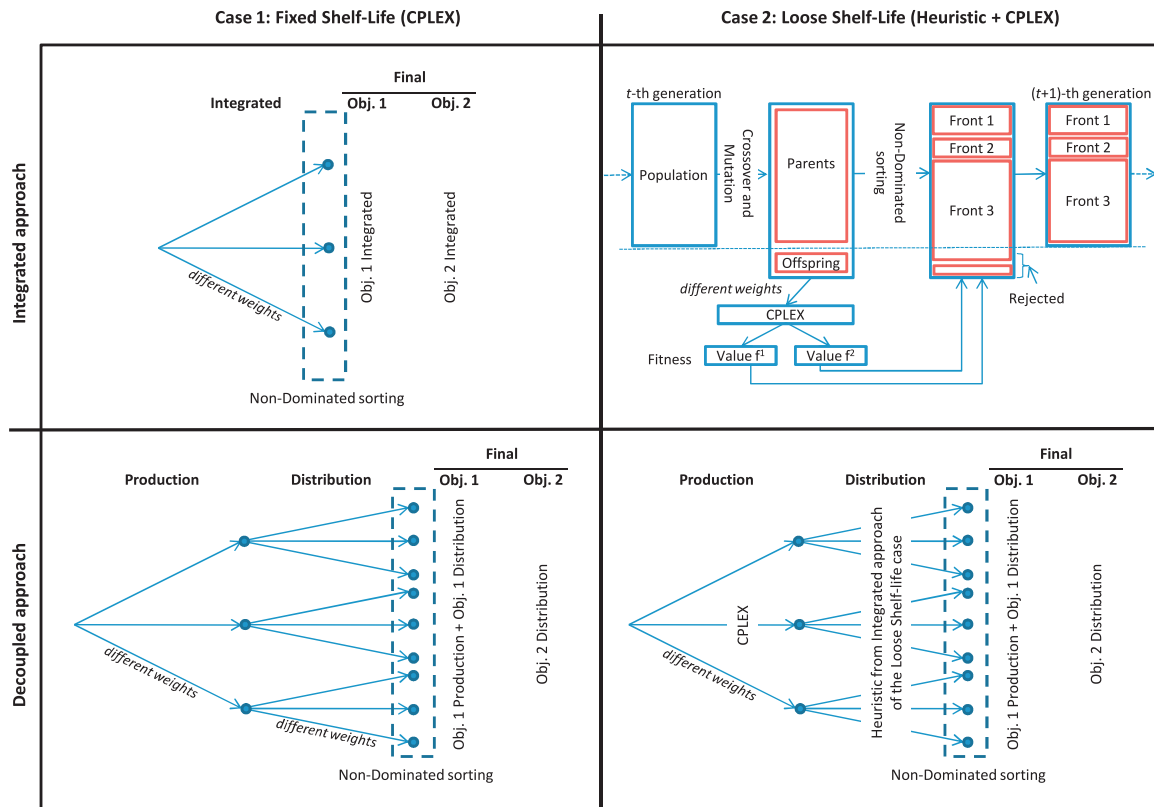 Case 1: Fixed Shelf-Life (CPLEX)
Case 2: Loose Shelf-Life (Heuristic + CPLEX)
Integrated approach
Final
Integrated
Obj. 1
Obj. 2
different weights
Obj. 1 Integrated
Obj. 2 Integrated
Non-Dominated sorting
t-th generation
(t+1)-th generation
Population
Crossover and
Mutation
Parents
Offspring
Non-Dominated
sorting
Front 1
Front 2
Front 3
Front 1
Front 2
Front 3
Rejected
different weights
CPLEX
Fitness
Value f1
Value f2
Decoupled approach
Final
Production
Distribution
Obj. 1
Obj. 2
different weights
different weights
Obj. 1 Production + Obj. 1 Distribution
Obj. 2 Distribution
Non-Dominated sorting
Final
Production
Distribution
Obj. 1
Obj. 2
CPLEX
different weights
Heuristic from Integrated approach
of the Loose Shelf-life case
Obj. 1 Production + Obj. 1 Distribution
Obj. 2 Distribution
Non-Dominated sorting